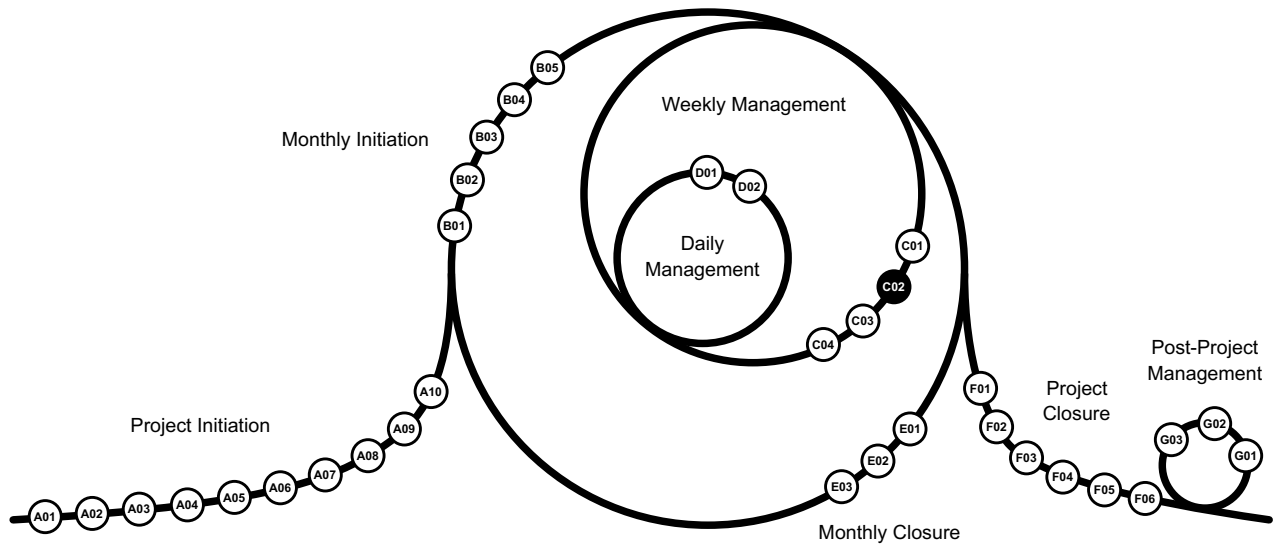 B05
B04
Weekly Management
Monthly Initiation
B03
B02
D01
D02
B01
Daily
Management
C01
C02
C03
C04
Post-Project
Management
A10
F01
Project
Closure
Project Initiation
A09
E01
F02
G02
G03
G01
A08
E02
F03
A07
F04
A06
E03
F05
A05
F06
A04
A03
A02
A01
Monthly Closure